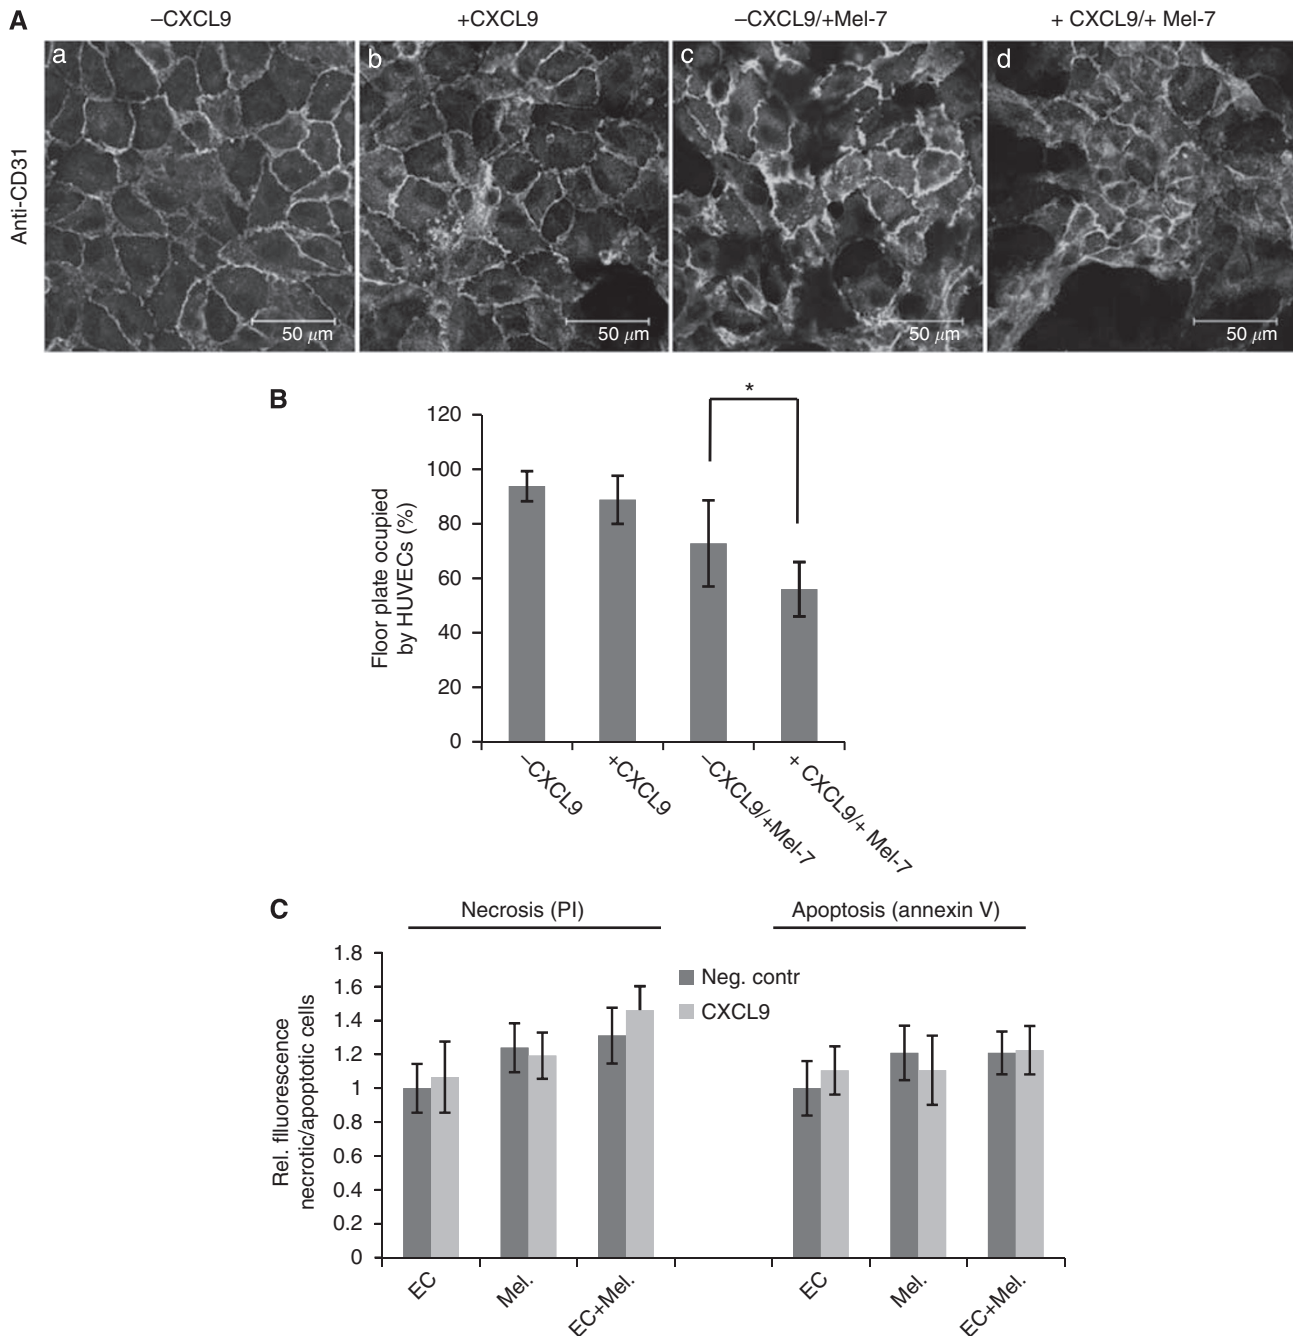 A
–CXCL9
+CXCL9
–CXCL9/+Mel-7
+ CXCL9/+ Mel-7
Anti-CD31
a
b
c
d
50 μm
50 μm
50 μm
50 μm
B
Floor plate ocupied
by HUVECs (%)
120
100
80
60
40
20
0
*
–CXCL9
+CXCL9
–CXCL9/+Mel-7
+ CXCL9/+ Mel-7
C
Necrosis (PI)
Apoptosis (annexin V)
Rel. flluorescence
necrotic/apoptotic cells
1.8
1.6
1.4
1.2
1
0.8
0.6
0.4
0.2
0
Neg. contr
CXCL9
EC
Mel.
EC+Mel.
EC
Mel.
EC+Mel.